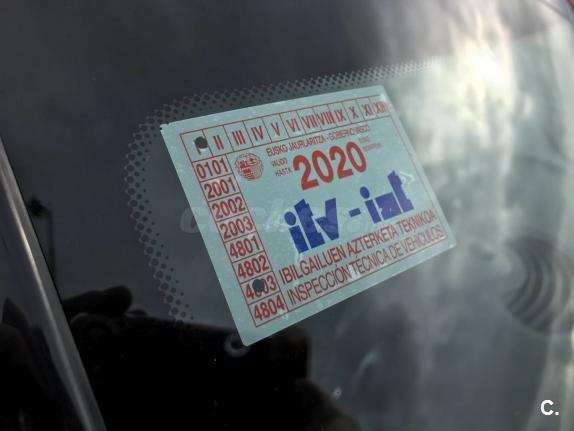 II III IV V VI VII VIII IX X XI XII
EUSKO JAURLARITZA - GOBIERNO VASCO
0101
VALIDO
HASTA
2020
2001
2002
2003
itv - iat
4801
4802
4003
4804
IBILGAILUEN AZTERKETA TEKNIKOA
INSPECCIÓN TÉCNICA DE VEHÍCULOS
C.